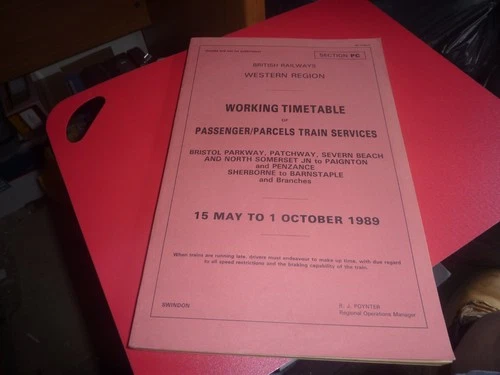 SECTION PC
BRITISH RAILWAYS
WESTERN REGION
WORKING TIMETABLE
OF
PASSENGER/PARCELS TRAIN SERVICES
BRISTOL PARKWAY, PATCHWAY, SEVERN BEACH
AND NORTH SOMERSET JN to PAIGNTON
and PENZANCE
SHERBORNE to BARNSTAPLE
and Branches
15 MAY TO 1 OCTOBER 1989
When trains are running late, drivers must endeavour to make up time, with due regard
to all speed restrictions and the braking capability of the train.
SWINDON
R. J. POYNTER
Regional Operations Manager